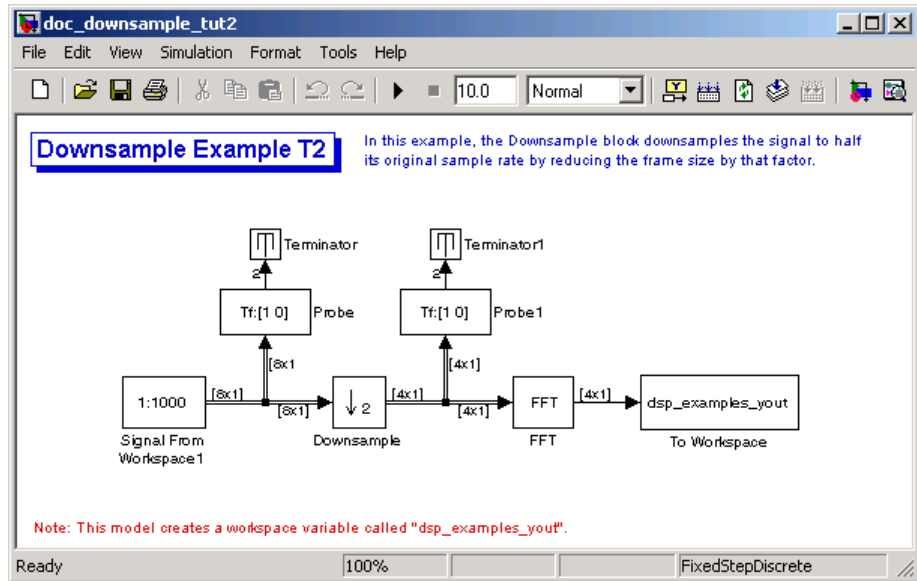 doc_downsample_tut2
File Edit View Simulation Format Tools Help
10.0 Normal
Downsample Example T2
In this example, the Downsample block downsamples the signal to half
its original sample rate by reducing the frame size by that factor.
Terminator
Terminator1
2
2
Tf:[1 0]
Probe
Tf:[1 0]
Probe1
[8x1
[4x1]
1:1000
[8x1]
[8x1]
↓ 2
[4x1]
[4x1]
FFT
[4x1]
dsp_examples_yout
Signal From
Workspace1
Downsample
FFT
To Workspace
Note: This model creates a workspace variable called "dsp_examples_yout".
Ready
100%
FixedStepDiscrete